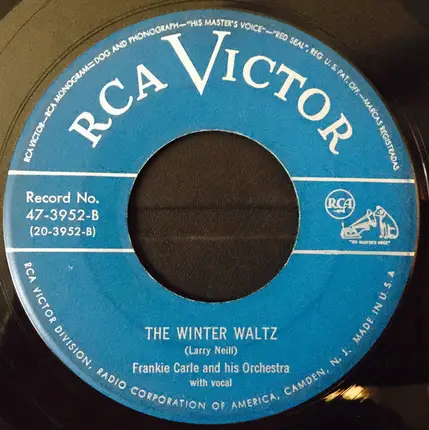 RCA VICTOR—RCA MONOGRAM—DOG AND PHONOGRAPH—"HIS MASTER'S VOICE"—"RED SEAL", REG. U.S. PAT. OFF.—MARCAS REGISTRADAS
RCA VICTOR
Record No.
47-3952-B
(20-3952-B)
RCA
"HIS MASTER'S VOICE"
THE WINTER WALTZ
(Larry Neill)
Frankie Carle and his Orchestra
with vocal
RCA VICTOR DIVISION, RADIO CORPORATION OF AMERICA, CAMDEN, N. J. MADE IN U.S.A.